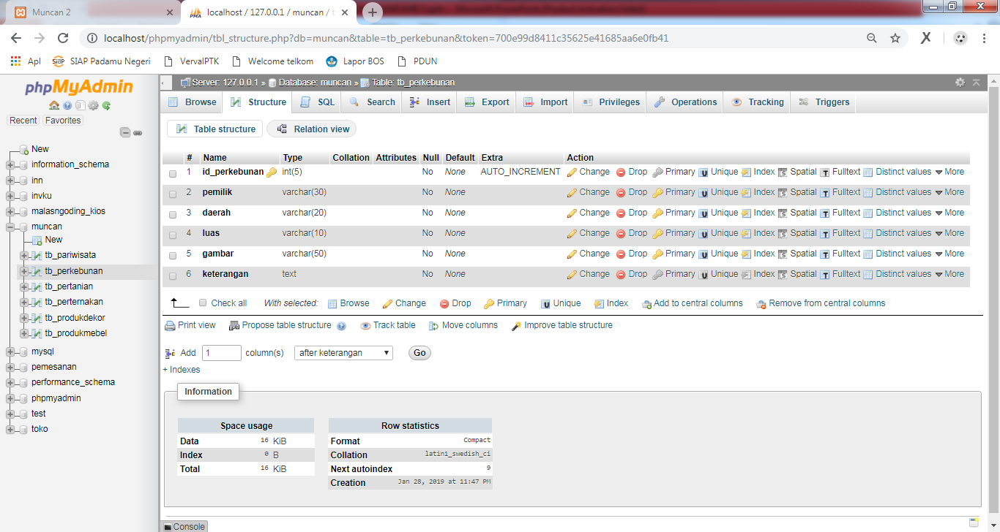 Muncan 2
localhost / 127.0.0.1 / muncan / t
localhost/phpmyadmin/tbl_structure.php?db=muncan&table=tb_perkebunan&token=700e99d8411c35625e41685aa6e0fb41
Apl SIAP Padamu Negeri VervalPTK Welcome telkom Lapor BOS PDUN
phpMyAdmin
Recent Favorites
New
information_schema
inn
invku
malasngoding_kios
muncan
New
tb_pariwisata
tb_perkebunan
tb_pertanian
tb_perternakan
tb_produkdekor
tb_produkmebel
mysql
pemesanan
performance_schema
phpmyadmin
test
toko
Server: 127.0.0.1 » Database: muncan » Table: tb_perkebunan
Browse Structure SQL Search Insert Export Import Privileges Operations Tracking Triggers
Table structure Relation view
# Name Type Collation Attributes Null Default Extra Action
1 id_perkebunan int(5) No None AUTO_INCREMENT Change Drop Primary Unique Index Spatial Fulltext Distinct values More
2 pemilik varchar(30) No None Change Drop Primary Unique Index Spatial Fulltext Distinct values More
3 daerah varchar(20) No None Change Drop Primary Unique Index Spatial Fulltext Distinct values More
4 luas varchar(10) No None Change Drop Primary Unique Index Spatial Fulltext Distinct values More
5 gambar varchar(50) No None Change Drop Primary Unique Index Spatial Fulltext Distinct values More
6 keterangan text No None Change Drop Primary Unique Index Spatial Fulltext Distinct values More
Check all With selected: Browse Change Drop Primary Unique Index Add to central columns Remove from central columns
Print view Propose table structure Track table Move columns Improve table structure
Add 1 column(s) after keterangan Go
+ Indexes
Information
Space usage
Data 16 KiB
Index 0 B
Total 16 KiB
Row statistics
Format Compact
Collation latin1_swedish_ci
Next autoindex 9
Creation Jan 28, 2019 at 11:47 PM
Console